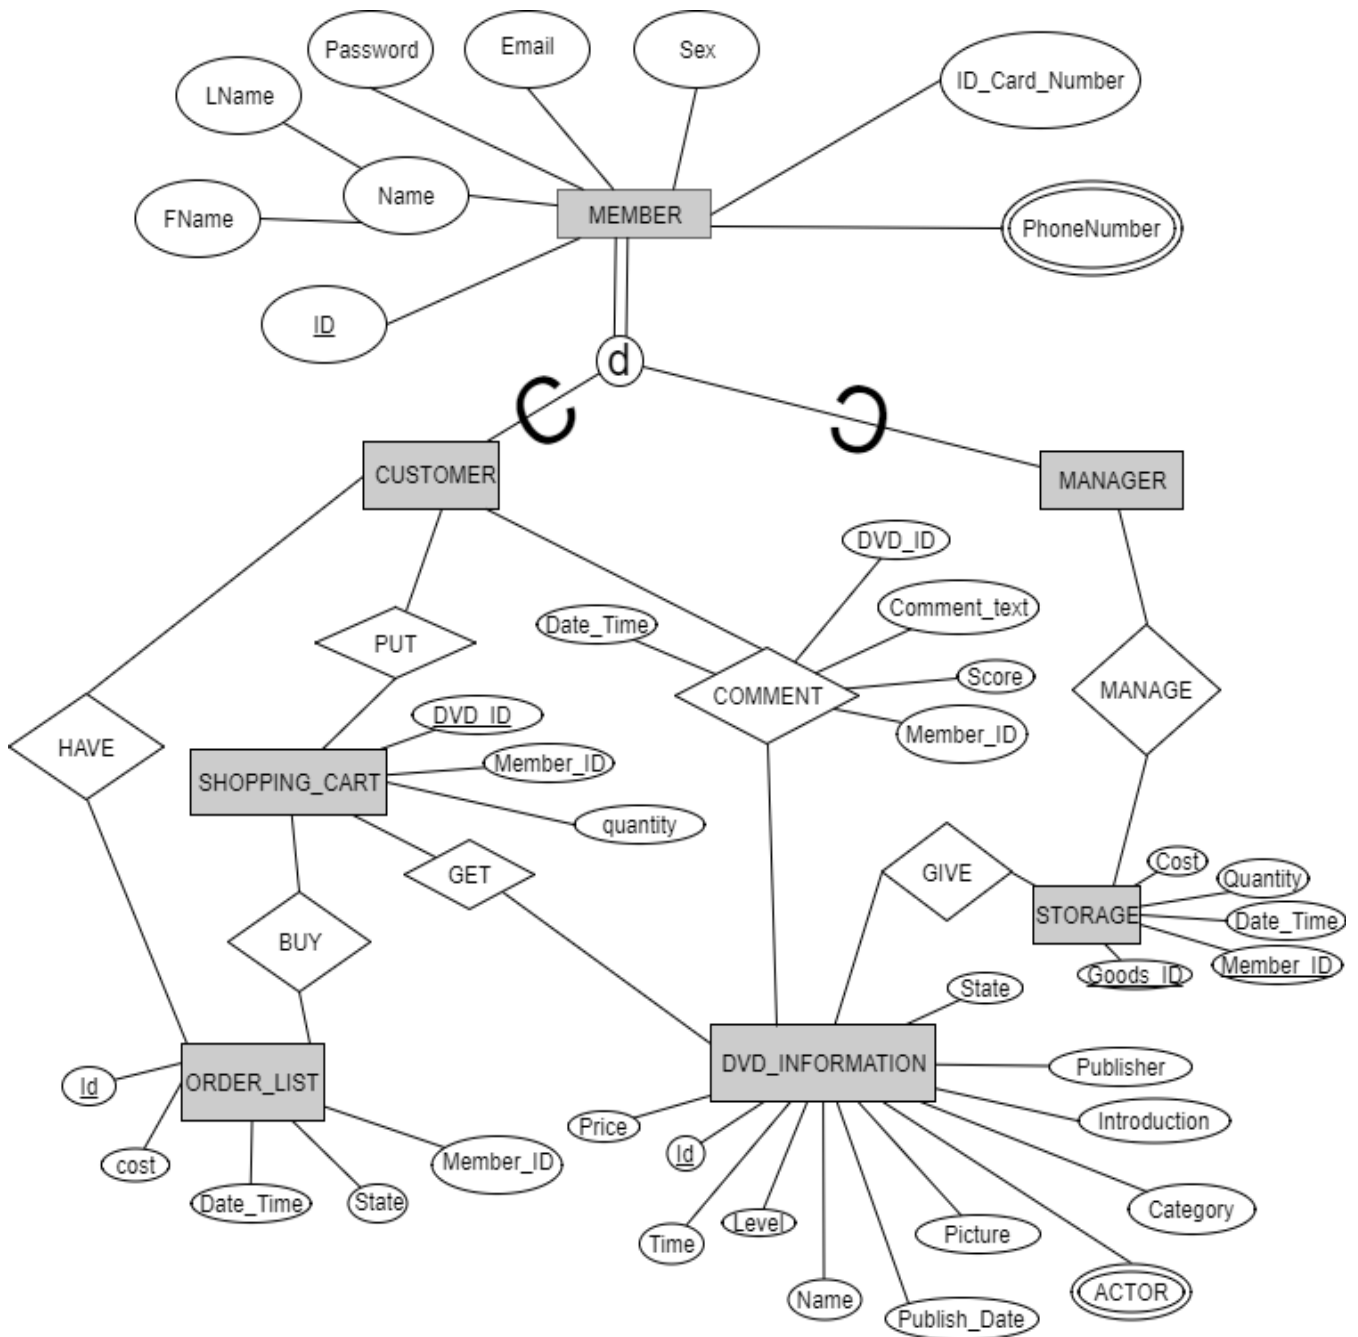 Password
Email
Sex
ID_Card_Number
LName
Name
FName
MEMBER
PhoneNumber
ID
d
CUSTOMER
MANAGER
DVD_ID
Comment_text
Date_Time
PUT
Score
COMMENT
MANAGE
Member_ID
DVD_ID
HAVE
Member_ID
SHOPPING_CART
quantity
GET
GIVE
Cost
Quantity
STORAGE
Date_Time
BUY
Member_ID
Goods_ID
State
DVD_INFORMATION
Publisher
ORDER_LIST
Id
Introduction
Price
Id
cost
Member_ID
Date_Time
State
Level
Category
Time
Picture
Name
ACTOR
Publish_Date